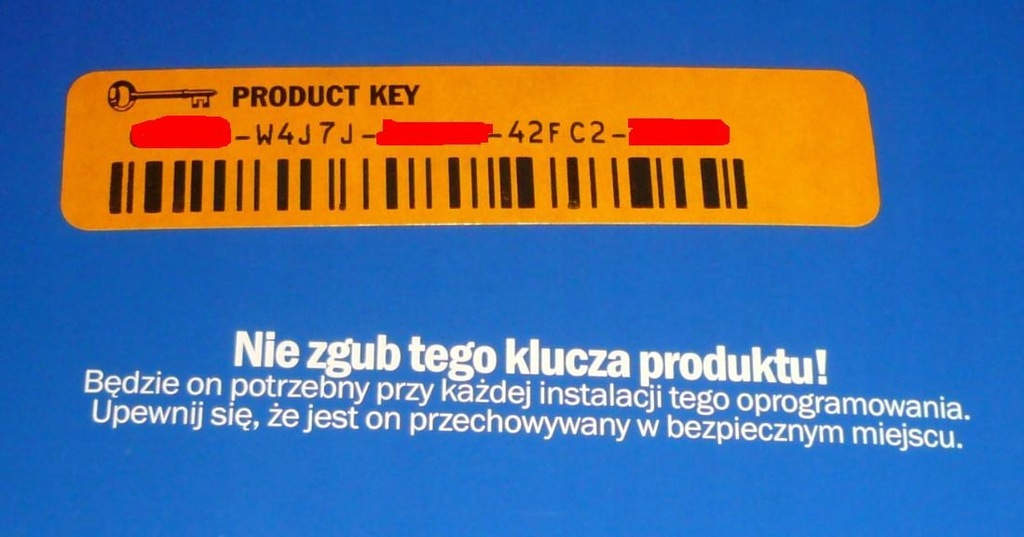 PRODUCT KEY
-W4J7J- -42FC2-
Nie zgub tego klucza produktu!
Będzie on potrzebny przy każdej instalacji tego oprogramowania.
Upewnij się, że jest on przechowywany w bezpiecznym miejscu.